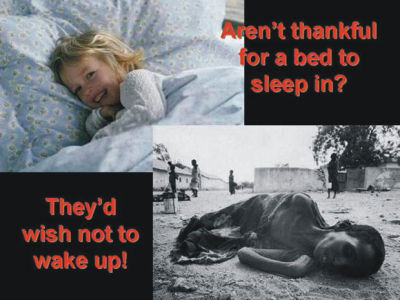 Aren't thankful
for a bed to
sleep in?
They'd
wish not to
wake up!